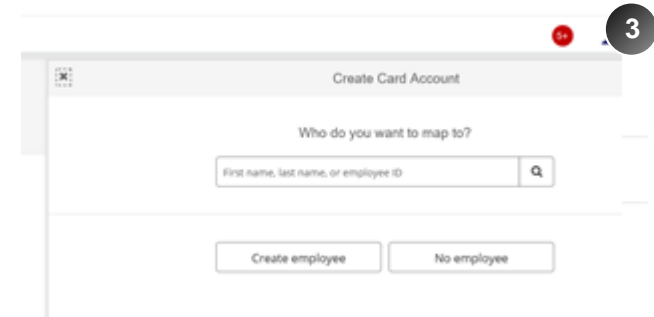 3
5+
Create Card Account
Who do you want to map to?
First name, last name, or employee ID
Create employee
No employee